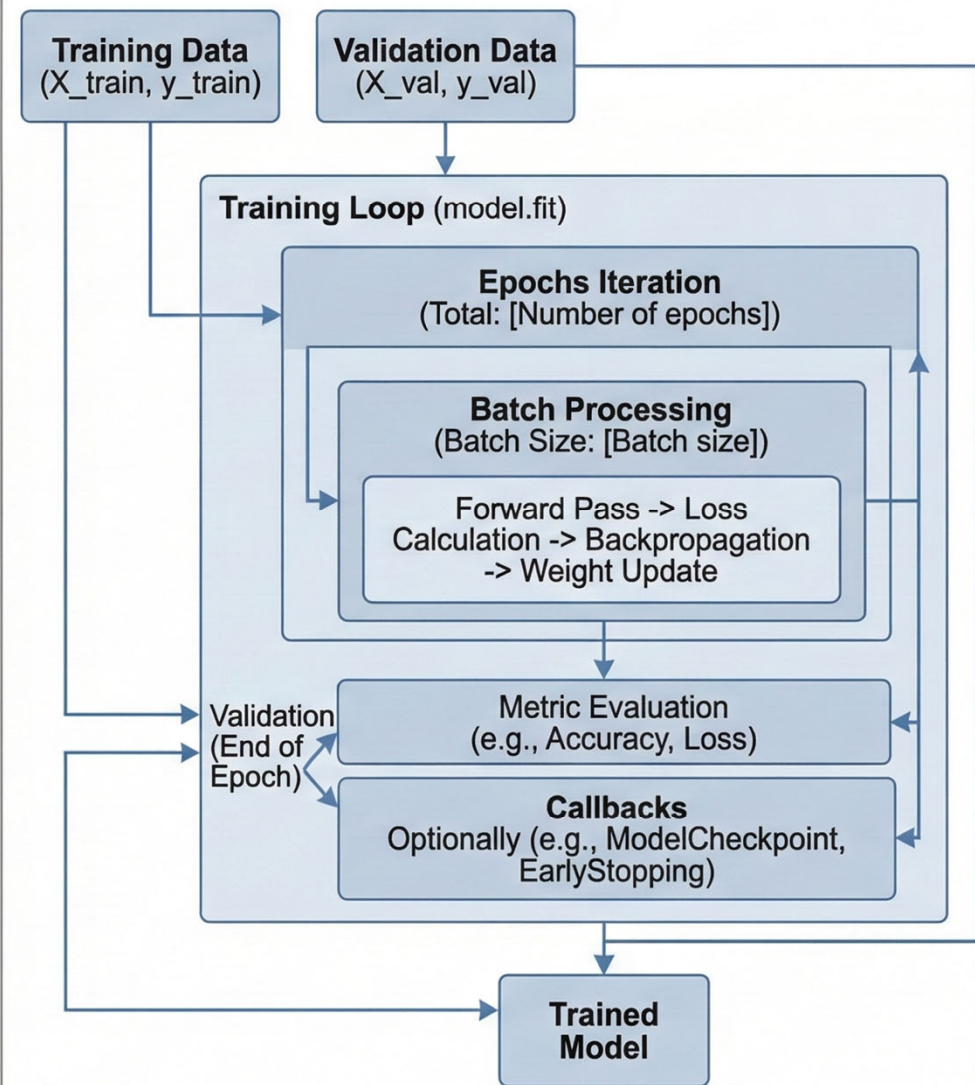 Training Data
(X_train, y_train)
Validation Data
(X_val, y_val)
Training Loop (model.fit)
Epochs Iteration
(Total: [Number of epochs])
Batch Processing
(Batch Size: [Batch size])
Forward Pass -> Loss
Calculation -> Backpropagation
-> Weight Update
Validation
(End of
Epoch)
Metric Evaluation
(e.g., Accuracy, Loss)
Callbacks
Optionally (e.g., ModelCheckpoint,
EarlyStopping)
Trained
Model